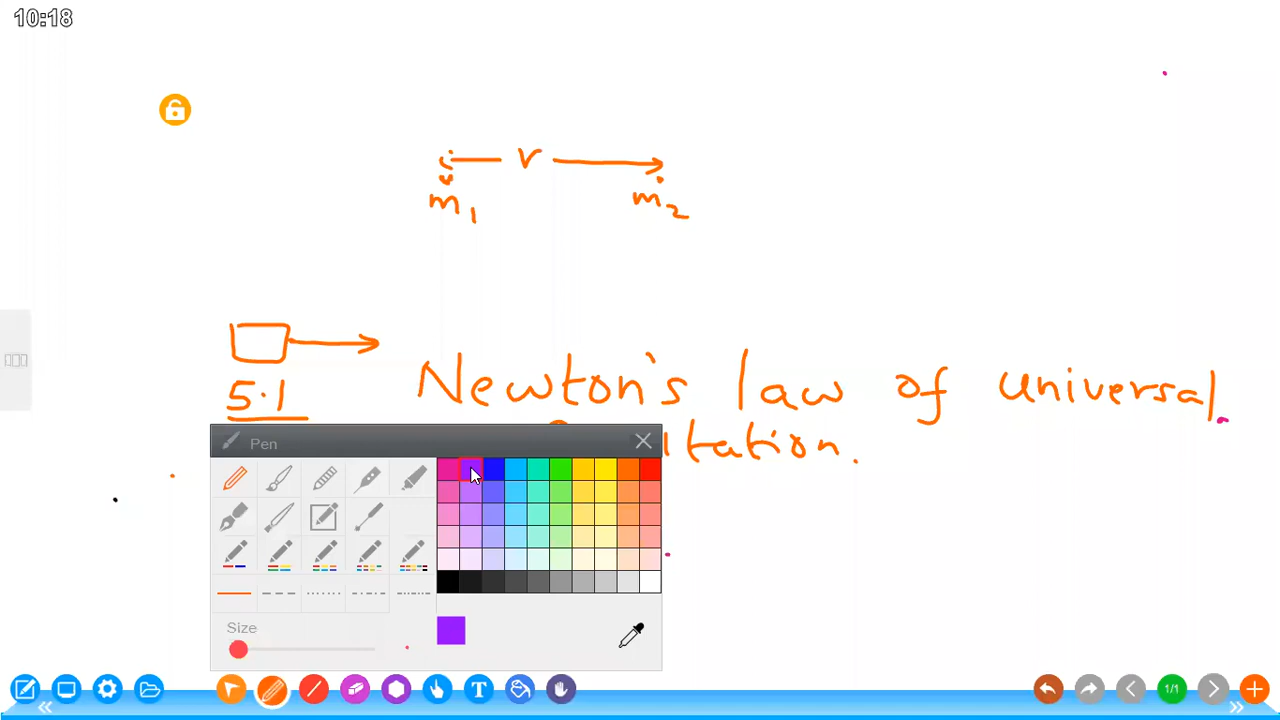 10:18
r
m1 m2
5.1 Newton's law of universal
itation.
Pen
Size
T
1/1